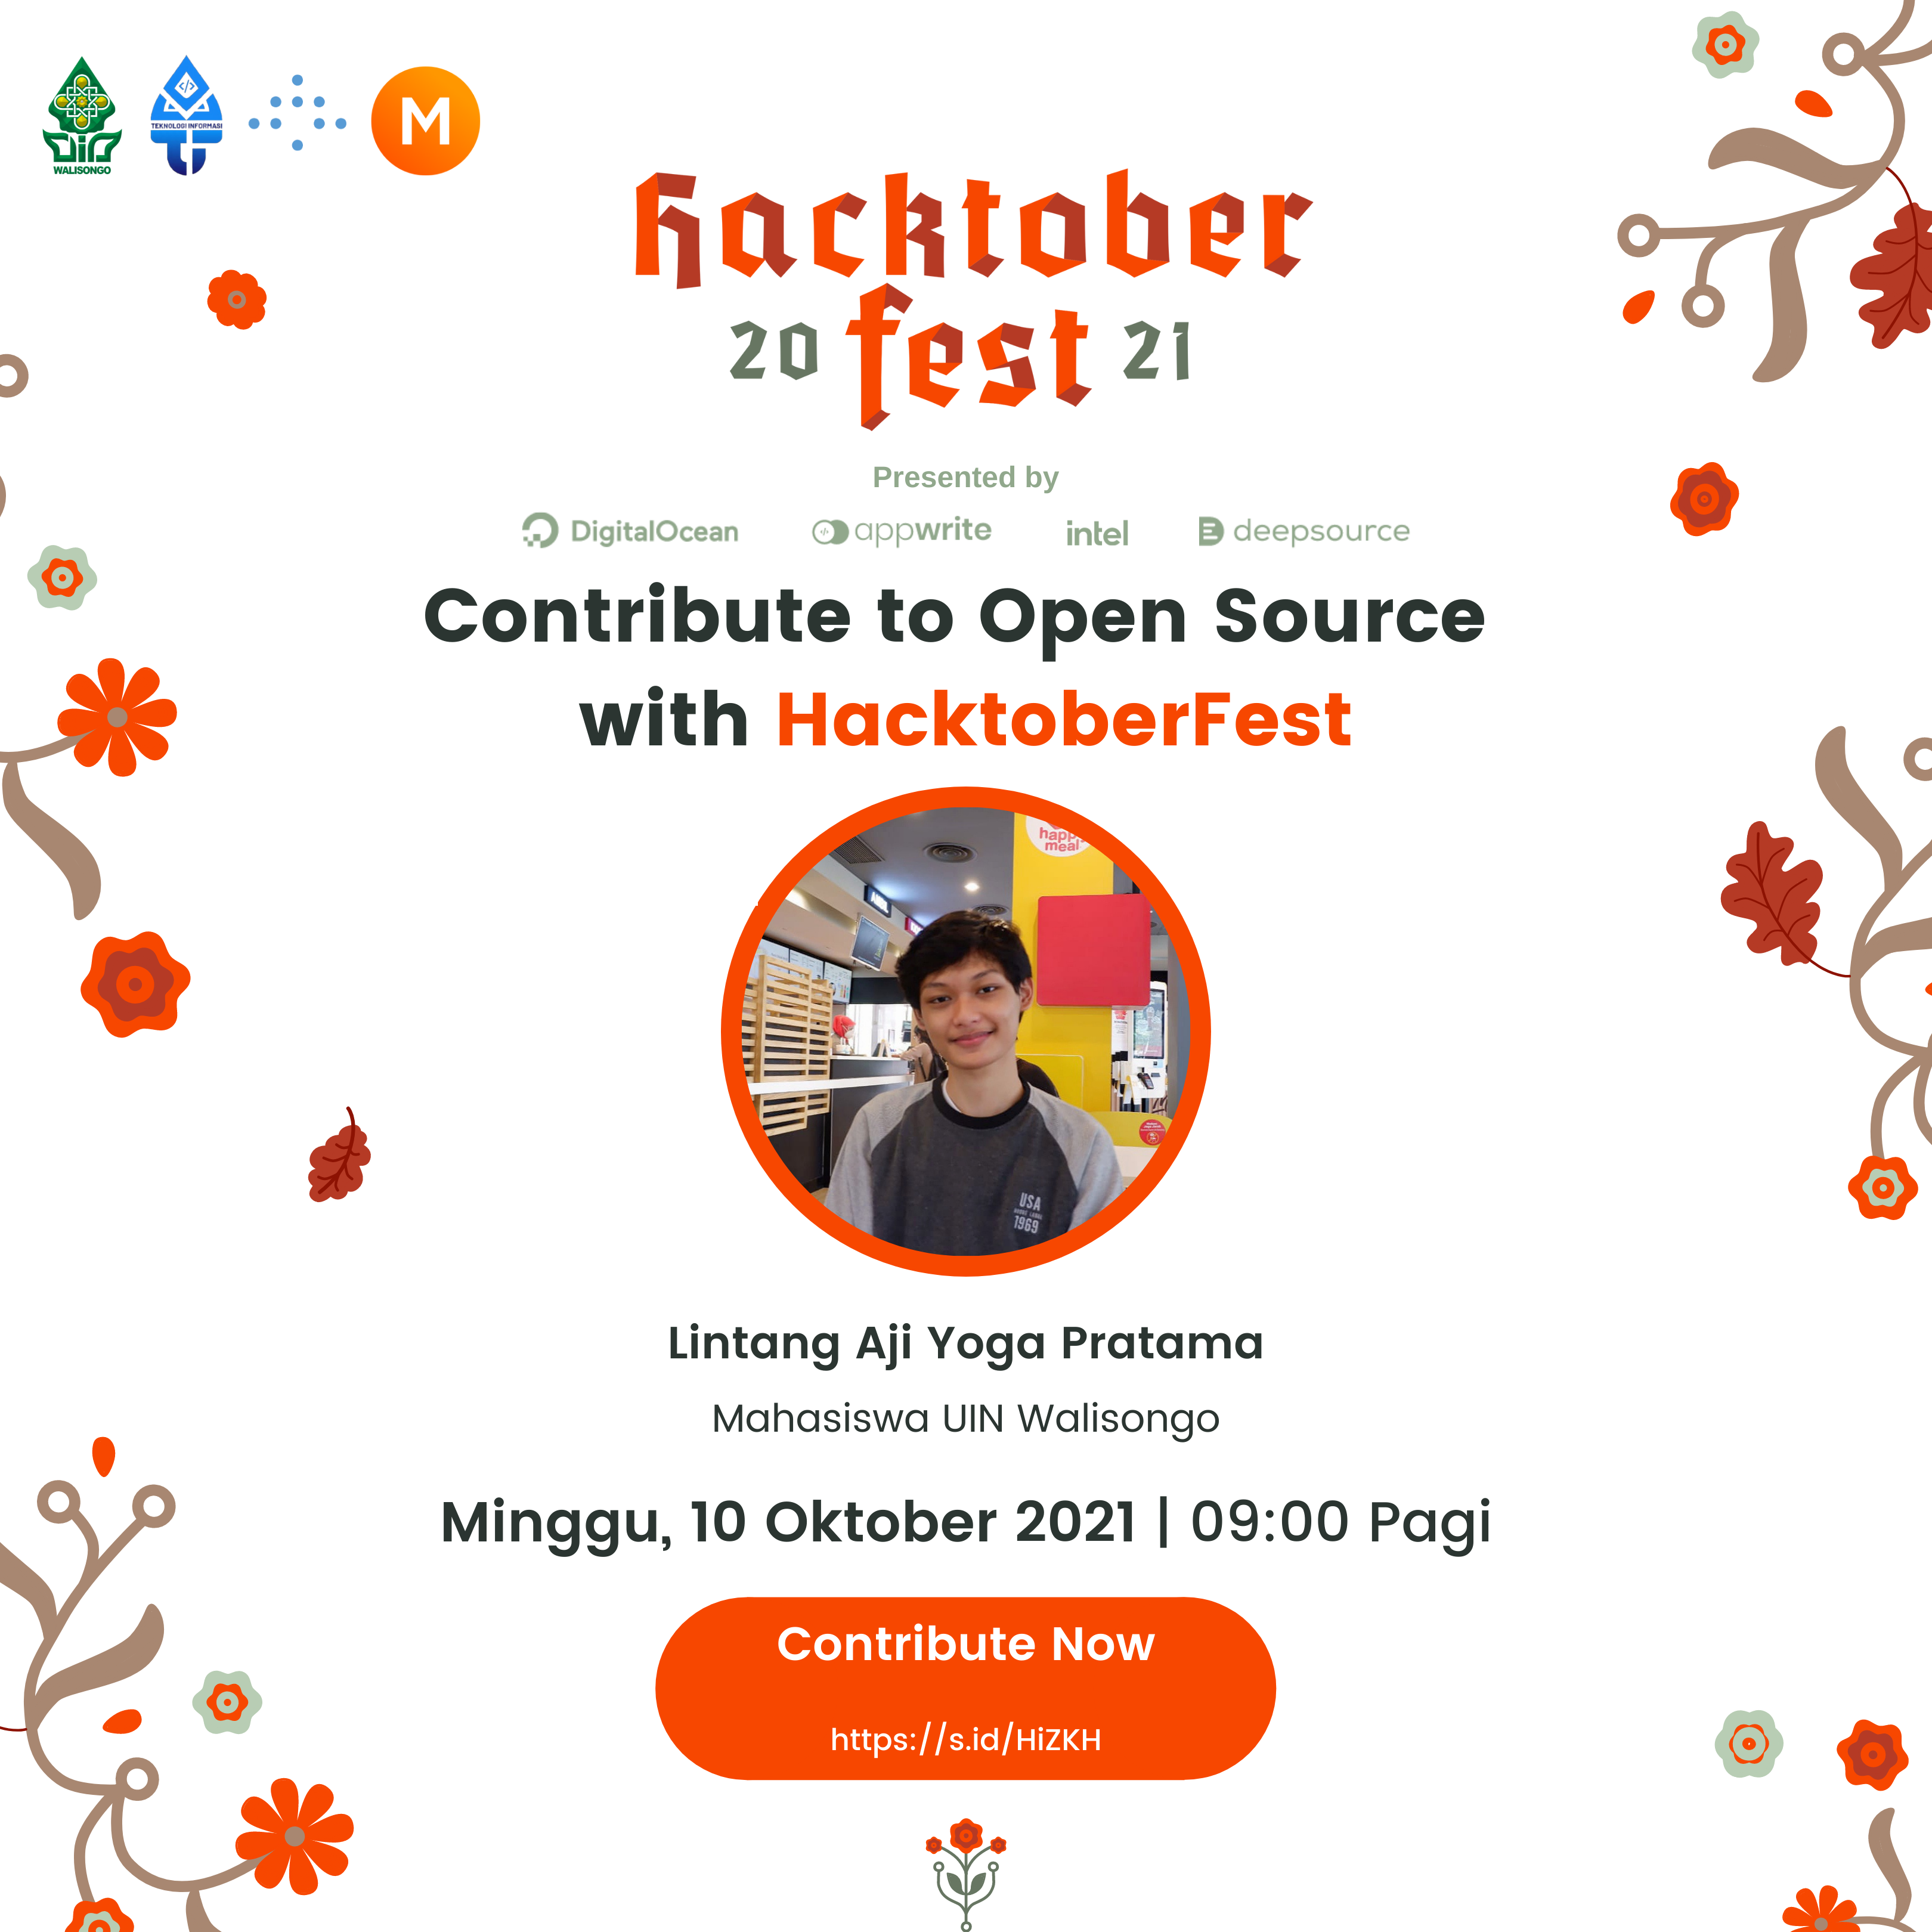 WALISONGO
TEKNOLOGI INFORMASI
M
hacktober
20 fest 21
Presented by
DigitalOcean appwrite intel deepsource
Contribute to Open Source
with HacktoberFest
happy
meal
USA
1969
Lintang Aji Yoga Pratama
Mahasiswa UIN Walisongo
Minggu, 10 Oktober 2021 | 09:00 Pagi
Contribute Now
https://s.id/HiZKH